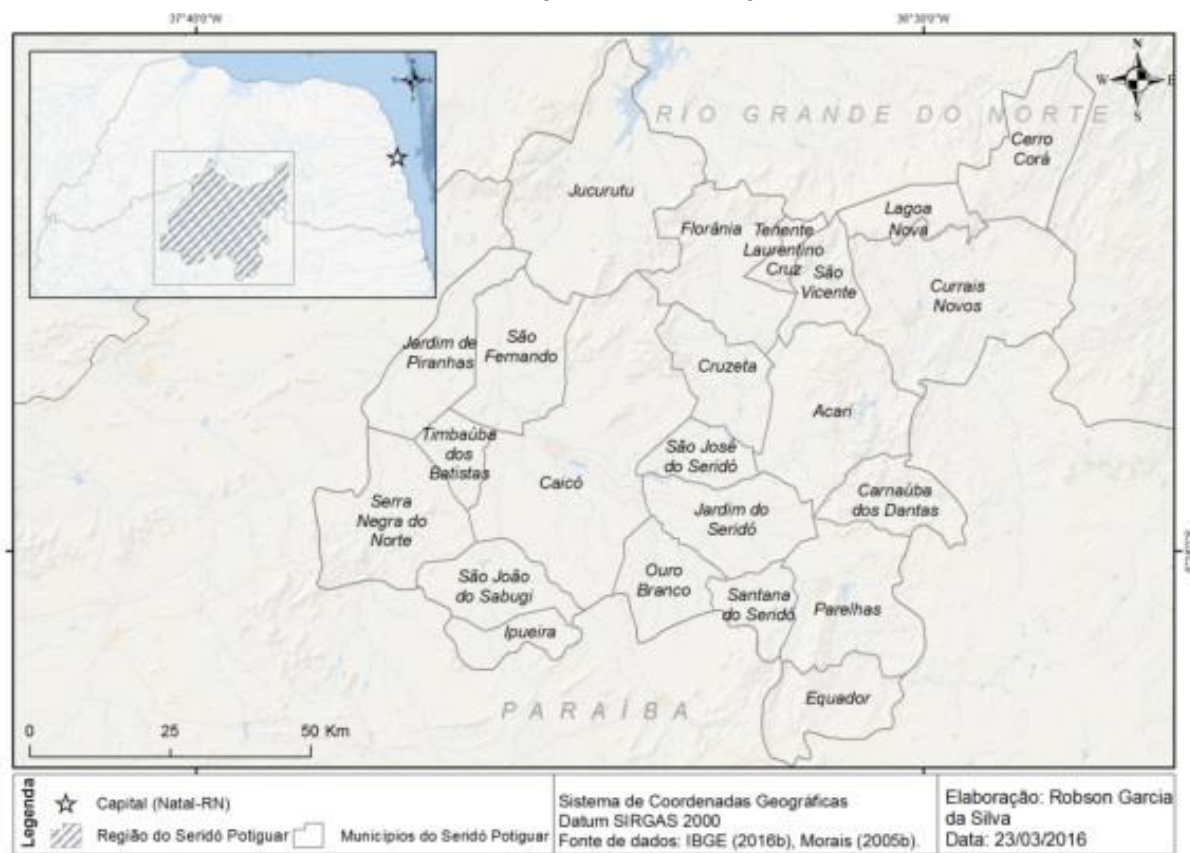 37°40'0"W
36°30'0"W
N
W
E
S
RIO GRANDE DO NORTE
Cerro
Corá
Jucurutu
Lagoa
Nova
Florânia
Tenente
Laurentino
Cruz
São
Vicente
Currais
Novos
Jardim de
Piranhas
São
Fernando
Cruzeta
Acari
Timbaúba
dos
Batistas
São José
do Seridó
Caicó
Carnaúba
dos Dantas
Serra
Negra do
Norte
Jardim do
Seridó
São João
do Sabugi
Ouro
Branco
Santana
do Seridó
Parelhas
Ipueira
Equador
PARAÍBA
0 25 50 Km
Legenda
Capital (Natal-RN)
Região do Seridó Potiguar
Municípios do Seridó Potiguar
Sistema de Coordenadas Geográficas
Datum SIRGAS 2000
Fonte de dados: IBGE (2016b), Morais (2005b).
Elaboração: Robson Garcia
da Silva
Data: 23/03/2016